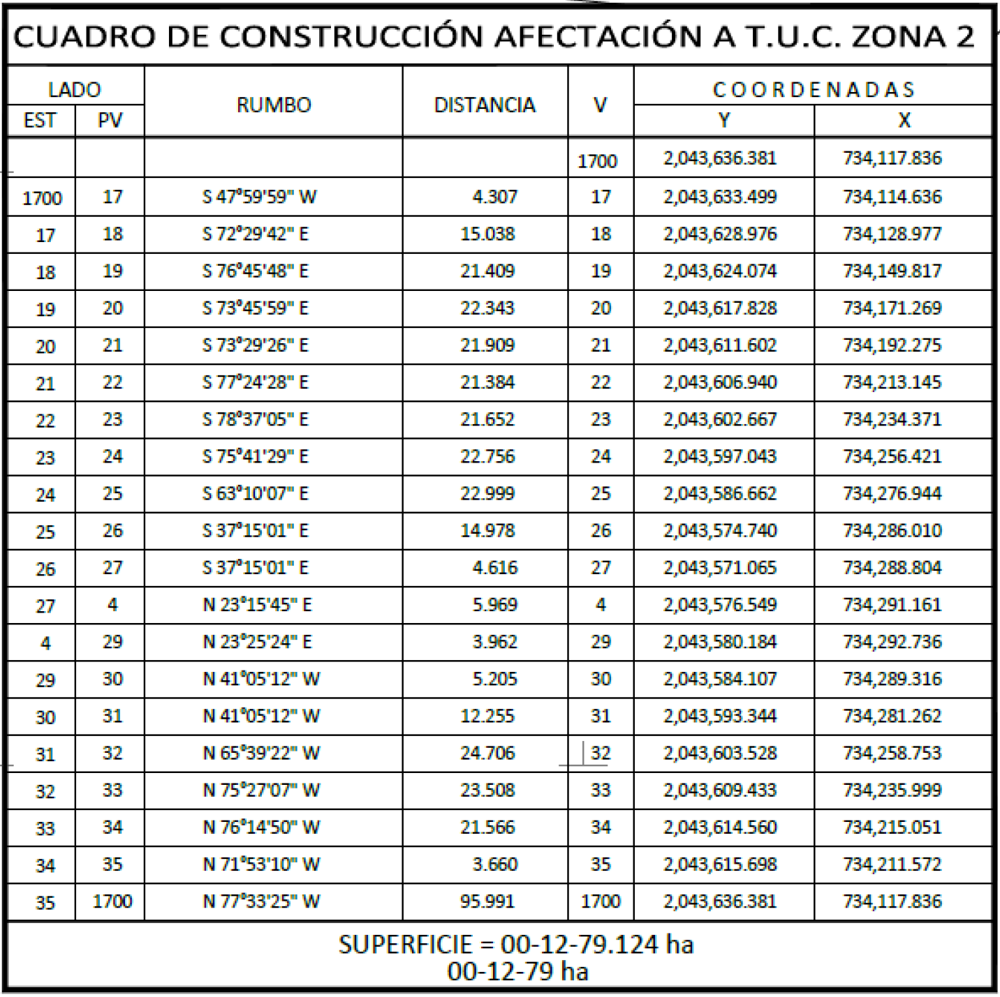 CUADRO DE CONSTRUCCIÓN AFECTACIÓN A T.U.C. ZONA 2
LADO RUMBO DISTANCIA V COORDENADAS
EST PV Y X
1700 2,043,636.381 734,117.836
1700 17 S 47°59'59" W 4.307 17 2,043,633.499 734,114.636
17 18 S 72°29'42" E 15.038 18 2,043,628.976 734,128.977
18 19 S 76°45'48" E 21.409 19 2,043,624.074 734,149.817
19 20 S 73°45'59" E 22.343 20 2,043,617.828 734,171.269
20 21 S 73°29'26" E 21.909 21 2,043,611.602 734,192.275
21 22 S 77°24'28" E 21.384 22 2,043,606.940 734,213.145
22 23 S 78°37'05" E 21.652 23 2,043,602.667 734,234.371
23 24 S 75°41'29" E 22.756 24 2,043,597.043 734,256.421
24 25 S 63°10'07" E 22.999 25 2,043,586.662 734,276.944
25 26 S 37°15'01" E 14.978 26 2,043,574.740 734,286.010
26 27 S 37°15'01" E 4.616 27 2,043,571.065 734,288.804
27 4 N 23°15'45" E 5.969 4 2,043,576.549 734,291.161
4 29 N 23°25'24" E 3.962 29 2,043,580.184 734,292.736
29 30 N 41°05'12" W 5.205 30 2,043,584.107 734,289.316
30 31 N 41°05'12" W 12.255 31 2,043,593.344 734,281.262
31 32 N 65°39'22" W 24.706 32 2,043,603.528 734,258.753
32 33 N 75°27'07" W 23.508 33 2,043,609.433 734,235.999
33 34 N 76°14'50" W 21.566 34 2,043,614.560 734,215.051
34 35 N 71°53'10" W 3.660 35 2,043,615.698 734,211.572
35 1700 N 77°33'25" W 95.991 1700 2,043,636.381 734,117.836
SUPERFICIE = 00-12-79.124 ha
00-12-79 ha